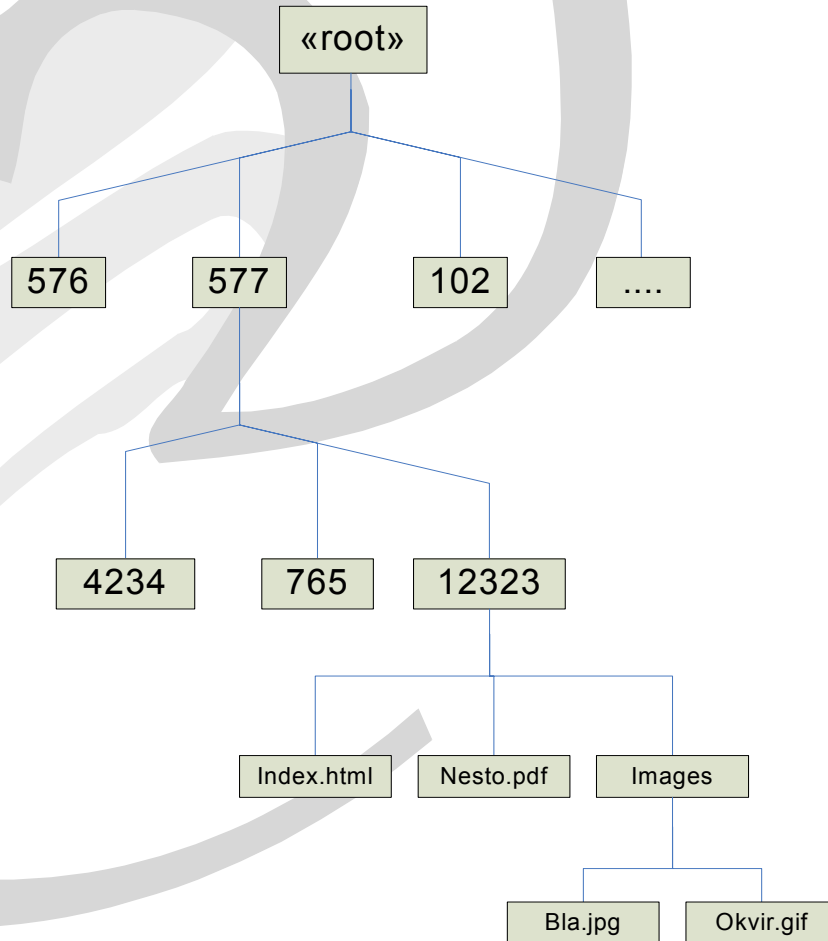 «root»
576
577
102
....
4234
765
12323
Index.html
Nesto.pdf
Images
Bla.jpg
Okvir.gif